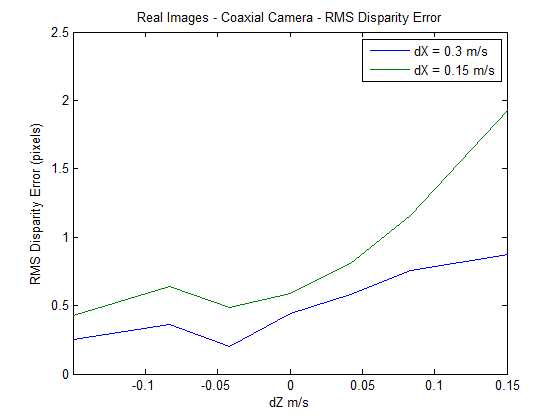 Real Images - Coaxial Camera - RMS Disparity Error
2.5
dX = 0.3 m/s
dX = 0.15 m/s
2
1.5
RMS Disparity Error (pixels)
1
0.5
0
-0.1
-0.05
0
0.05
0.1
0.15
dZ m/s